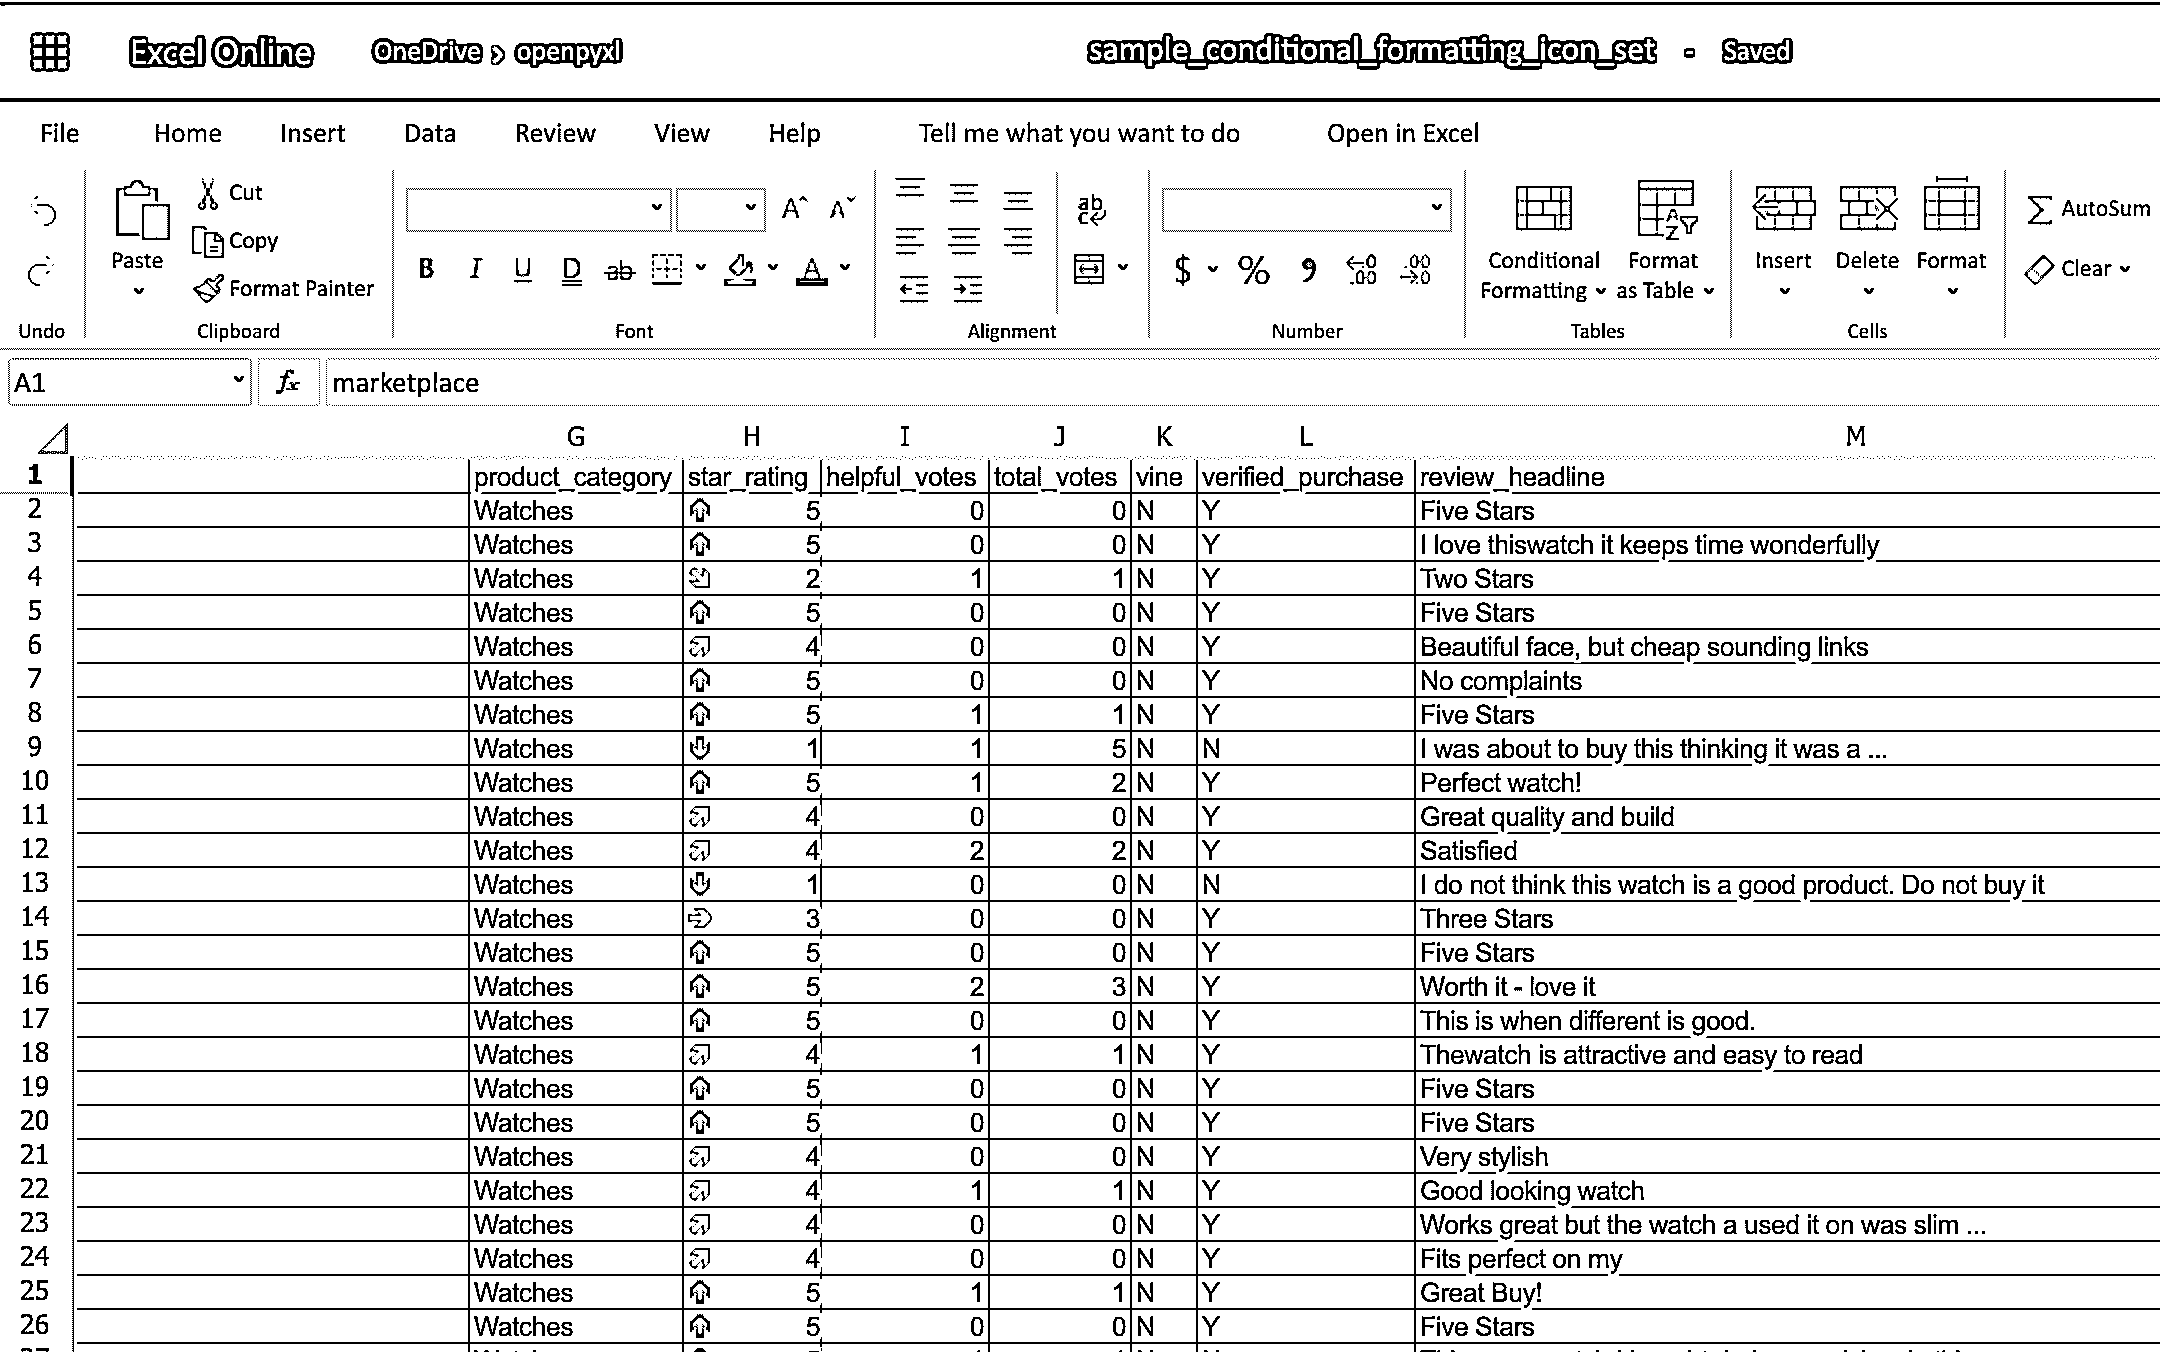 Excel Online OneDrive › openpyxl sample_conditional_formatting_icon_set - Saved
File Home Insert Data Review View Help Tell me what you want to do Open in Excel
Cut
Copy
Format Painter
Paste
Undo Clipboard
B I U D ab A
Font
A^ A˅
ab
c
Alignment
$ % 9 ←0 .00 .00 →0
Number
Conditional Formatting Format as Table
Tables
Insert Delete Format
Cells
AutoSum
Clear
A1 fx marketplace
G H I J K L M
1 product_category star_rating helpful_votes total_votes vine verified_purchase review_headline
2 Watches 5 0 0 N Y Five Stars
3 Watches 5 0 0 N Y I love thiswatch it keeps time wonderfully
4 Watches 2 1 1 N Y Two Stars
5 Watches 5 0 0 N Y Five Stars
6 Watches 4 0 0 N Y Beautiful face, but cheap sounding links
7 Watches 5 0 0 N Y No complaints
8 Watches 5 1 1 N Y Five Stars
9 Watches 1 1 5 N N I was about to buy this thinking it was a ...
10 Watches 5 1 2 N Y Perfect watch!
11 Watches 4 0 0 N Y Great quality and build
12 Watches 4 2 2 N Y Satisfied
13 Watches 1 0 0 N N I do not think this watch is a good product. Do not buy it
14 Watches 3 0 0 N Y Three Stars
15 Watches 5 0 0 N Y Five Stars
16 Watches 5 2 3 N Y Worth it - love it
17 Watches 5 0 0 N Y This is when different is good.
18 Watches 4 1 1 N Y Thewatch is attractive and easy to read
19 Watches 5 0 0 N Y Five Stars
20 Watches 5 0 0 N Y Five Stars
21 Watches 4 0 0 N Y Very stylish
22 Watches 4 1 1 N Y Good looking watch
23 Watches 4 0 0 N Y Works great but the watch a used it on was slim ...
24 Watches 4 0 0 N Y Fits perfect on my
25 Watches 5 1 1 N Y Great Buy!
26 Watches 5 0 0 N Y Five Stars